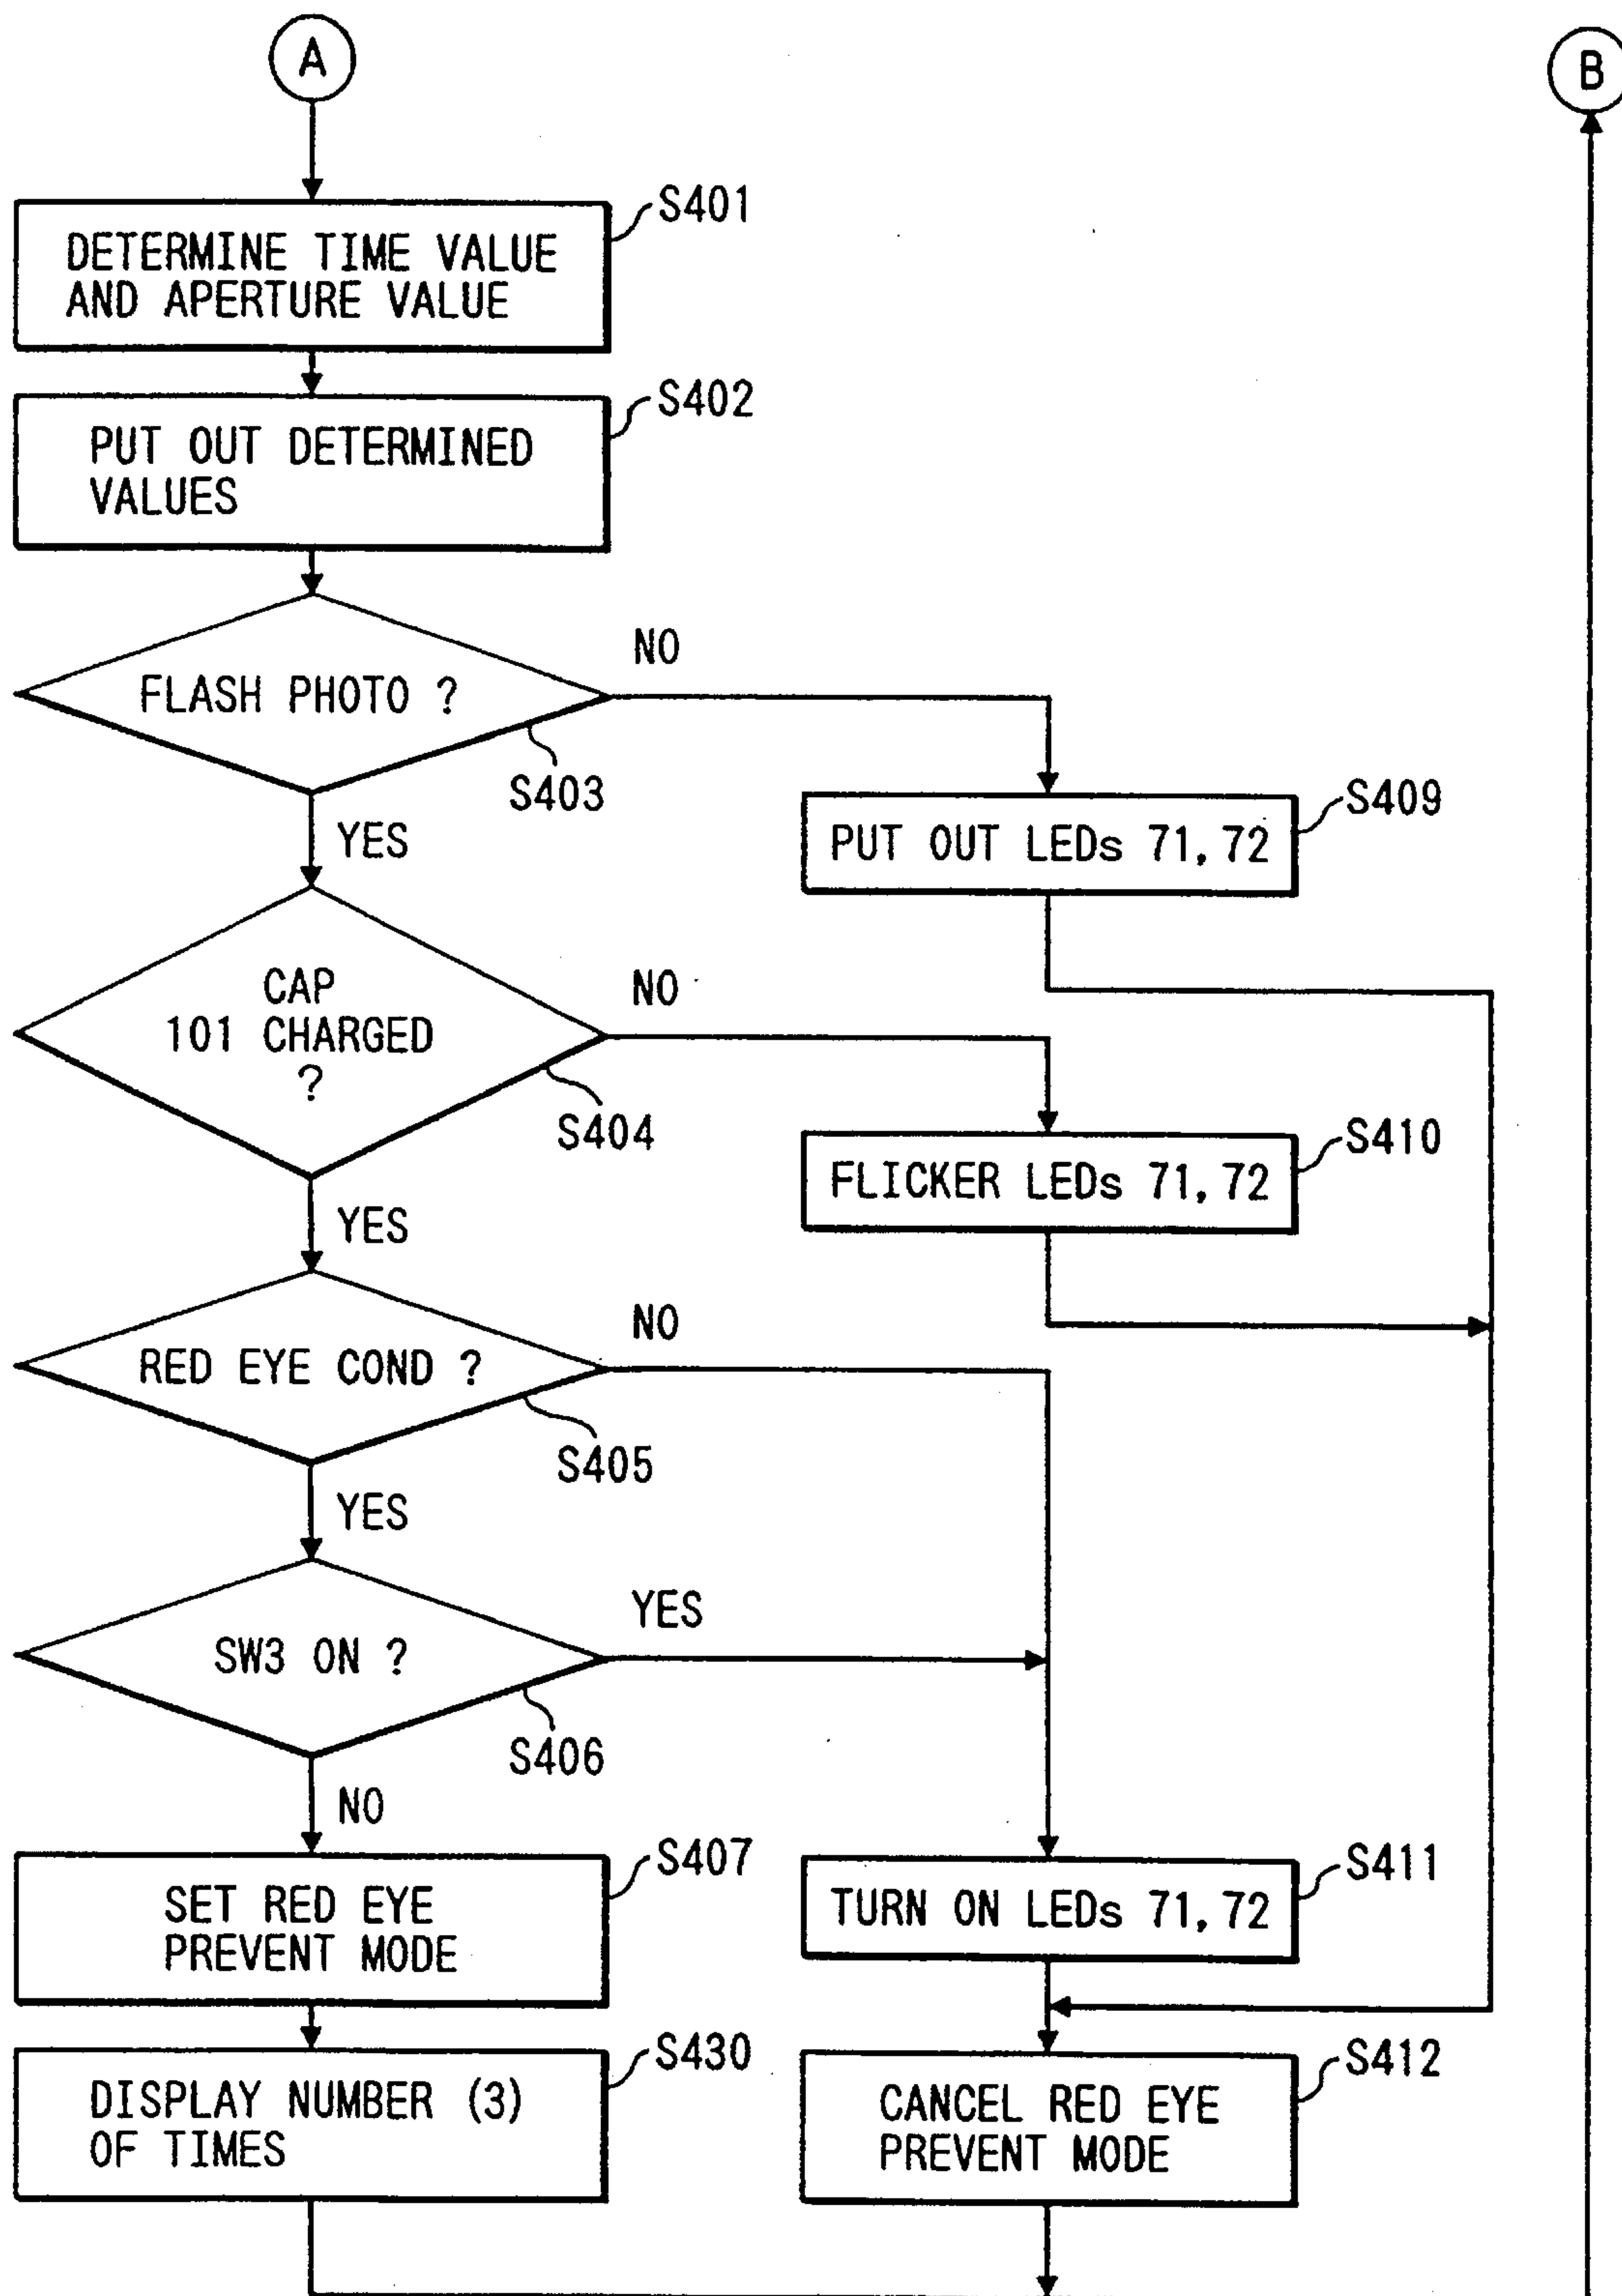 A
B
S401
DETERMINE TIME VALUE
AND APERTURE VALUE
S402
PUT OUT DETERMINED
VALUES
NO
FLASH PHOTO ?
S403
YES
S409
PUT OUT LEDs 71, 72
CAP
101 CHARGED
?
NO
S404
YES
S410
FLICKER LEDs 71, 72
NO
RED EYE COND ?
S405
YES
YES
SW3 ON ?
S406
NO
S407
SET RED EYE
PREVENT MODE
S411
TURN ON LEDs 71, 72
S430
DISPLAY NUMBER (3)
OF TIMES
S412
CANCEL RED EYE
PREVENT MODE